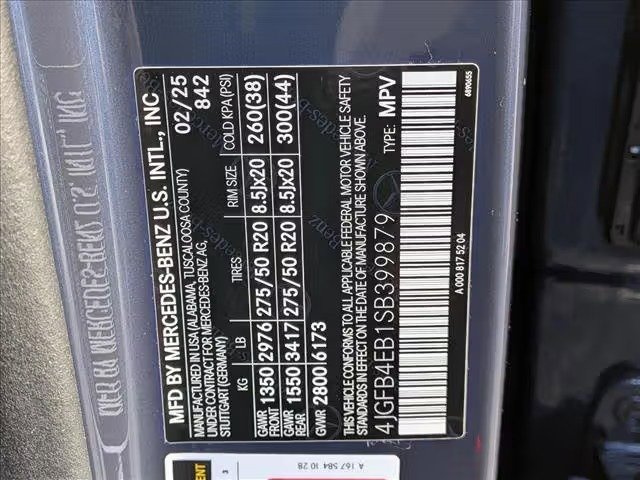 MFD BY MERCEDES-BENZ U.S. INTL., INC.
MANUFACTURED IN USA(ALABAMA, TUSCALOOSA COUNTY)
UNDER CONTRACT FOR MERCEDES-BENZ AG,
STUTTGART(GERMANY)
02/25
842
KG LB TIRES RIM SIZE COLD KPA (PSI)
GAWR FRONT 1350 2976 275/50 R20 8.5Jx20 260(38)
GAWR REAR 1550 3417 275/50 R20 8.5Jx20 300(44)
GVWR 2800 6173
THIS VEHICLE CONFORMS TO ALL APPLICABLE FEDERAL MOTOR VEHICLE SAFETY
STANDARDS IN EFFECT ON THE DATE OF MANUFACTURE SHOWN ABOVE.
4JGFB4EB1SB399879 TYPE: MPV
A 000 817 52 04
6890655
A 167 584 10 28
3